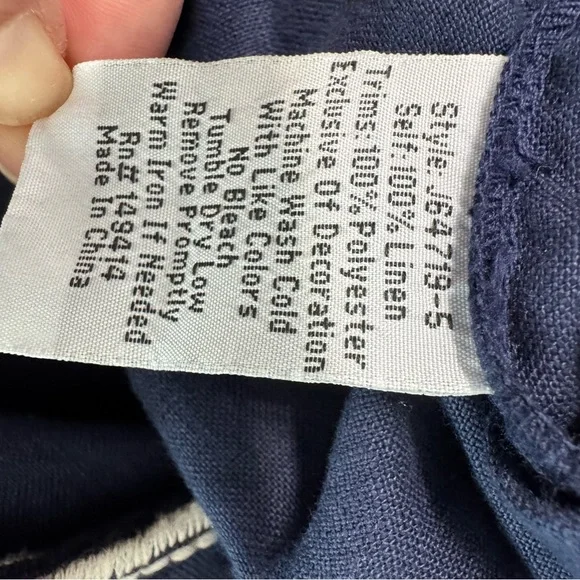 Style: J64719-5
Self: 100% Linen
Trims: 100% Polyester
Exclusive Of Decoration
Machine Wash Cold
With Like Colors
No Beach
Tumble Dry Low
Remove Promptly
Warm Iron If Needed
Rn# 149414
Made In China